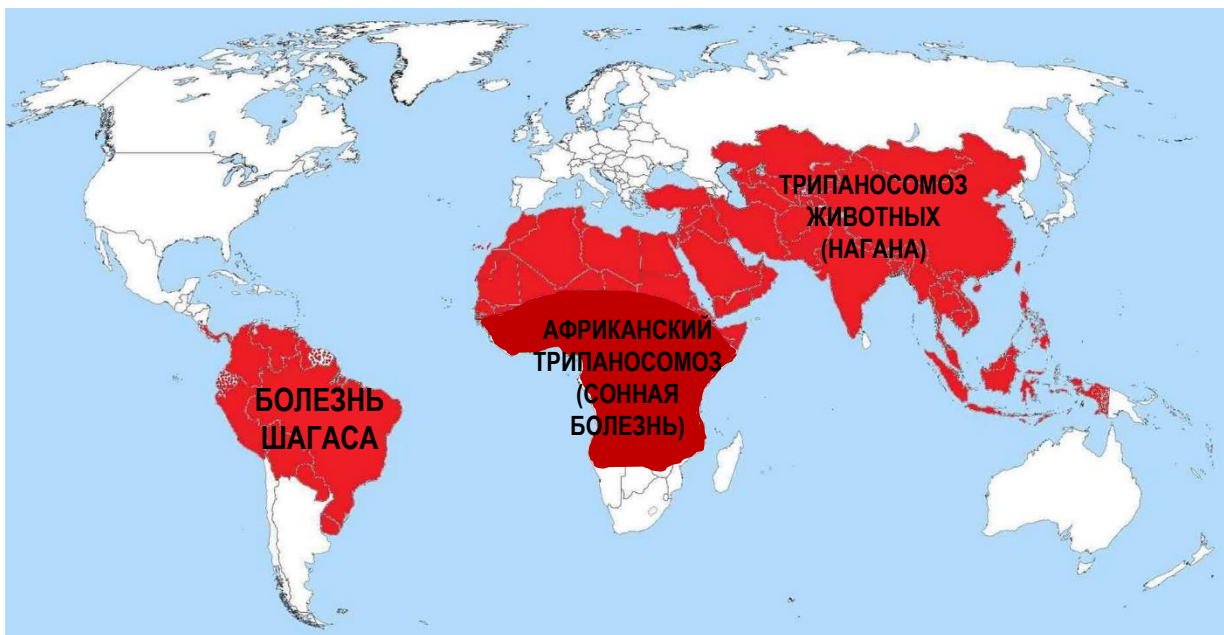 ТРИПАНОСОМОЗ
ЖИВОТНЫХ
(НАГАНА)
АФРИКАНСКИЙ
ТРИПАНОСОМОЗ
(СОННАЯ
БОЛЕЗНЬ)
БОЛЕЗНЬ
ШАГАСА